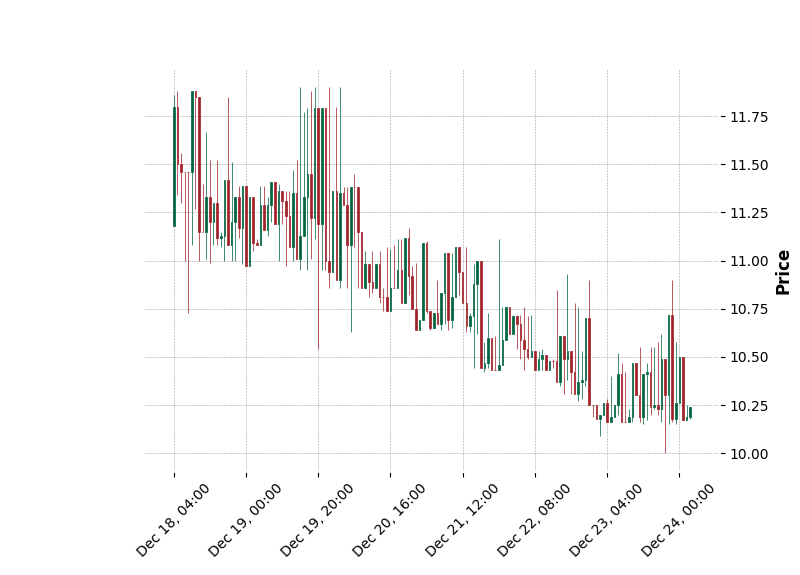 11.75
11.50
11.25
11.00
10.75
10.50
10.25
10.00
Price
Dec 18, 04:00
Dec 19, 00:00
Dec 19, 20:00
Dec 20, 16:00
Dec 21, 12:00
Dec 22, 08:00
Dec 23, 04:00
Dec 24, 00:00